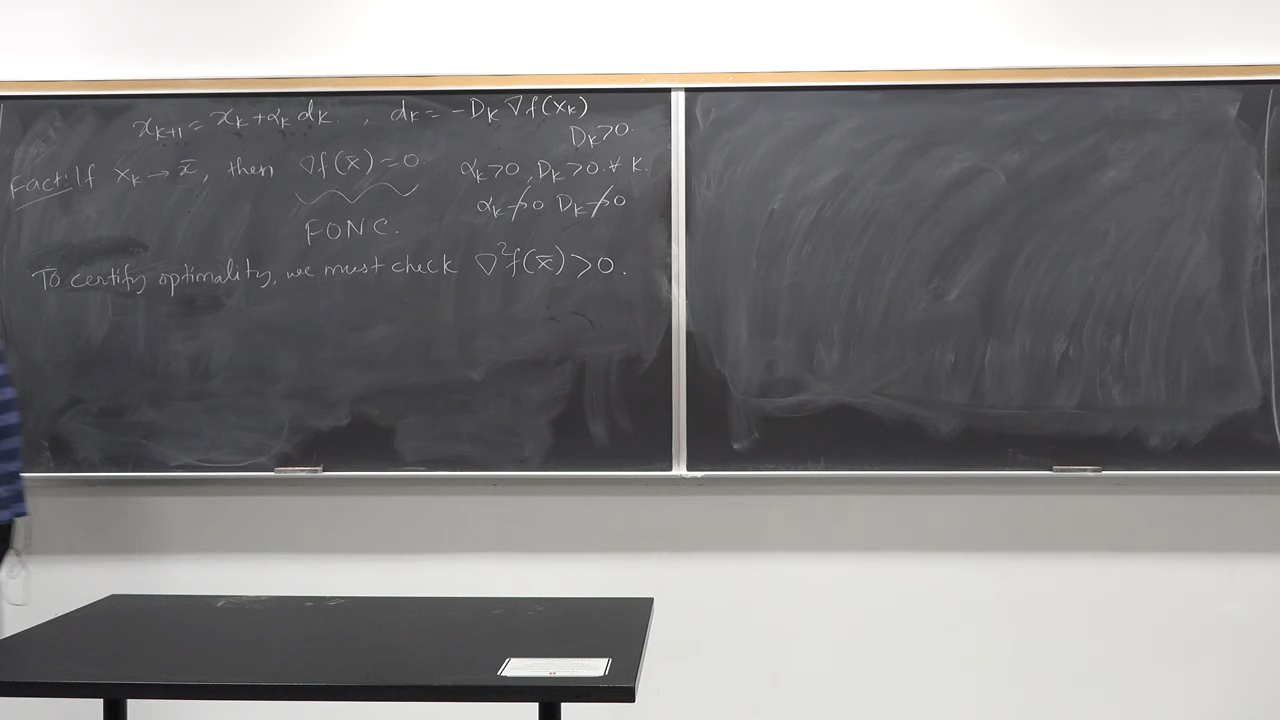 x_{k+1} = x_k + α_k d_k , d_k = -D_k ∇f(x_k)
D_k > 0.
Fact: If x_k → x̄, then ∇f(x̄) = 0. α_k > 0, D_k > 0. ∀ k.
α_k ↛ 0 D_k ↛ 0
FONC.
To certify optimality, we must check ∇²f(x̄) > 0.